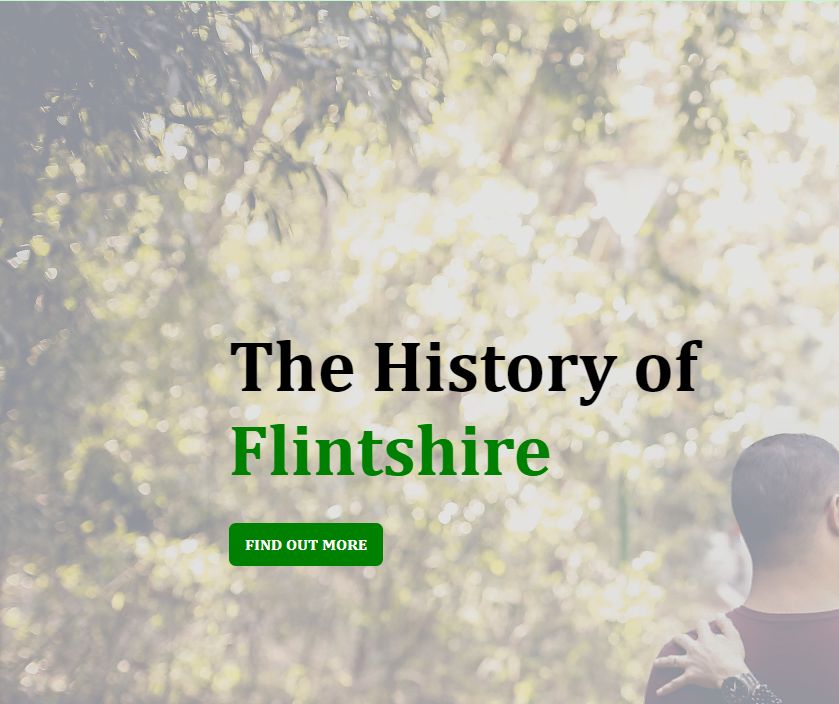 The History of
Flintshire
FIND OUT MORE